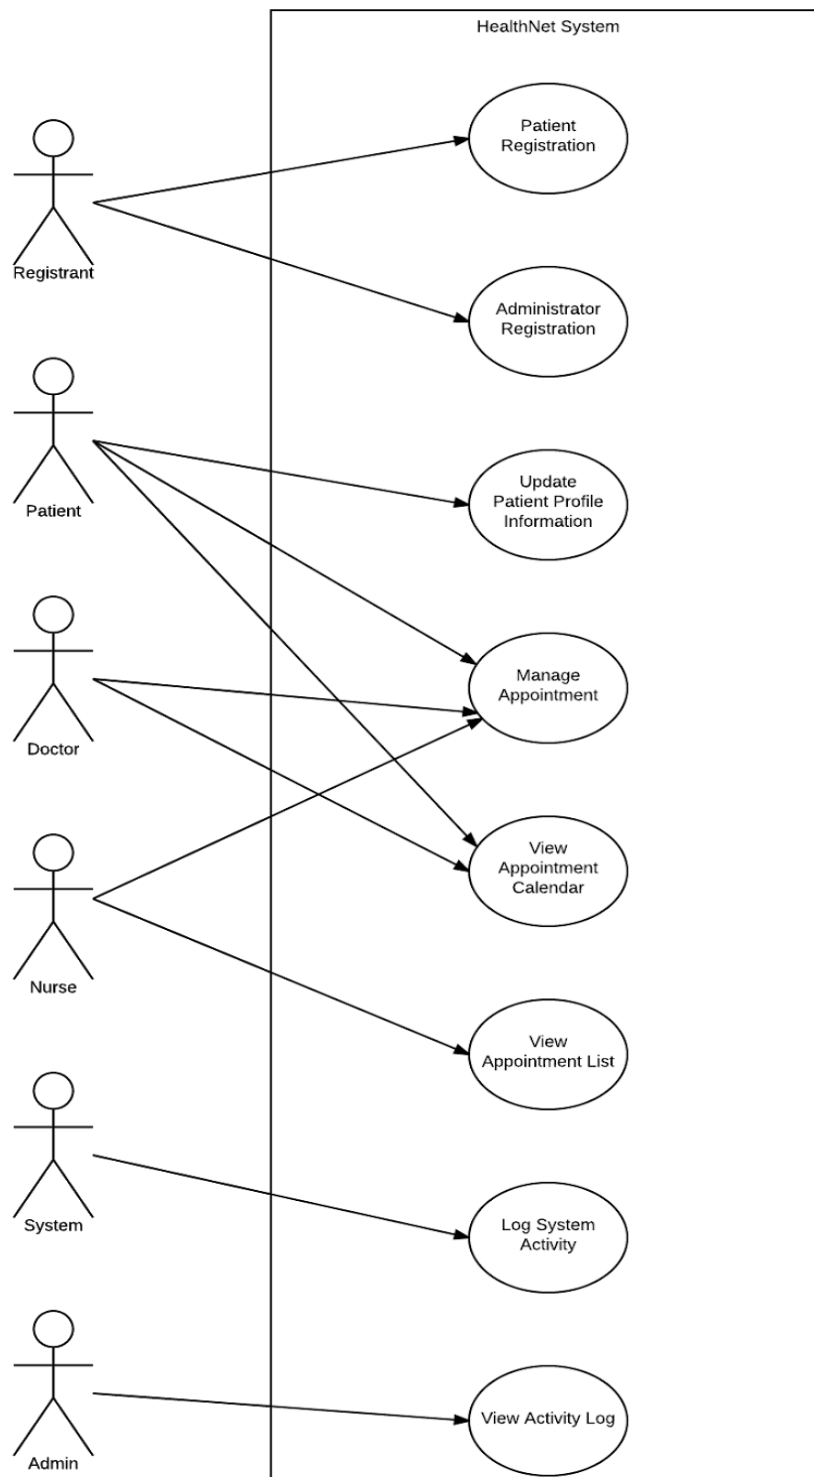 HealthNet System
Patient
Registration
Registrant
Administrator
Registration
Update
Patient Profile
Information
Patient
Manage
Appointment
Doctor
View
Appointment
Calendar
Nurse
View
Appointment List
System
Log System
Activity
View Activity Log
Admin